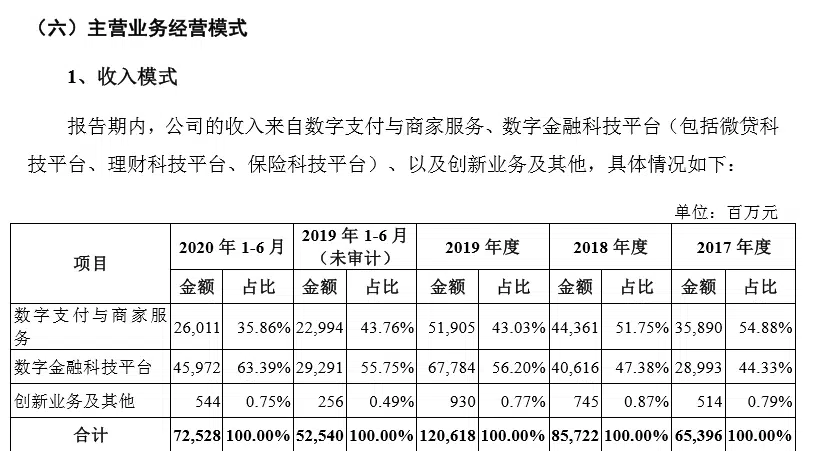 （六）主营业务经营模式
1、收入模式
报告期内，公司的收入来自数字支付与商家服务、数字金融科技平台（包括微贷科
技平台、理财科技平台、保险科技平台）、以及创新业务及其他，具体情况如下：
单位：百万元
项目 2020 年 1-6 月 2019 年 1-6 月（未审计） 2019 年度 2018 年度 2017 年度
金额 占比 金额 占比 金额 占比 金额 占比 金额 占比
数字支付与商家服务 26,011 35.86% 22,994 43.76% 51,905 43.03% 44,361 51.75% 35,890 54.88%
数字金融科技平台 45,972 63.39% 29,291 55.75% 67,784 56.20% 40,616 47.38% 28,993 44.33%
创新业务及其他 544 0.75% 256 0.49% 930 0.77% 745 0.87% 514 0.79%
合计 72,528 100.00% 52,540 100.00% 120,618 100.00% 85,722 100.00% 65,396 100.00%